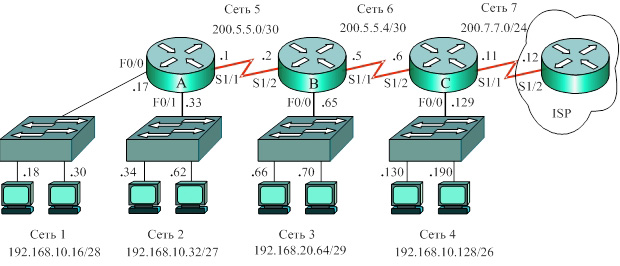 Сеть 5 Сеть 6 Сеть 7
200.5.5.0/30 200.5.5.4/30 200.7.7.0/24
F0/0 .1 .2 .5 .6 .11 .12
.17 A S1/1 S1/2 B S1/1 S1/2 C S1/1 S1/2
F0/1 .33 F0/0 .65 F0/0 .129 ISP
.18 .30 .34 .62 .66 .70 .130 .190
Сеть 1 Сеть 2 Сеть 3 Сеть 4
192.168.10.16/28 192.168.10.32/27 192.168.20.64/29 192.168.10.128/26